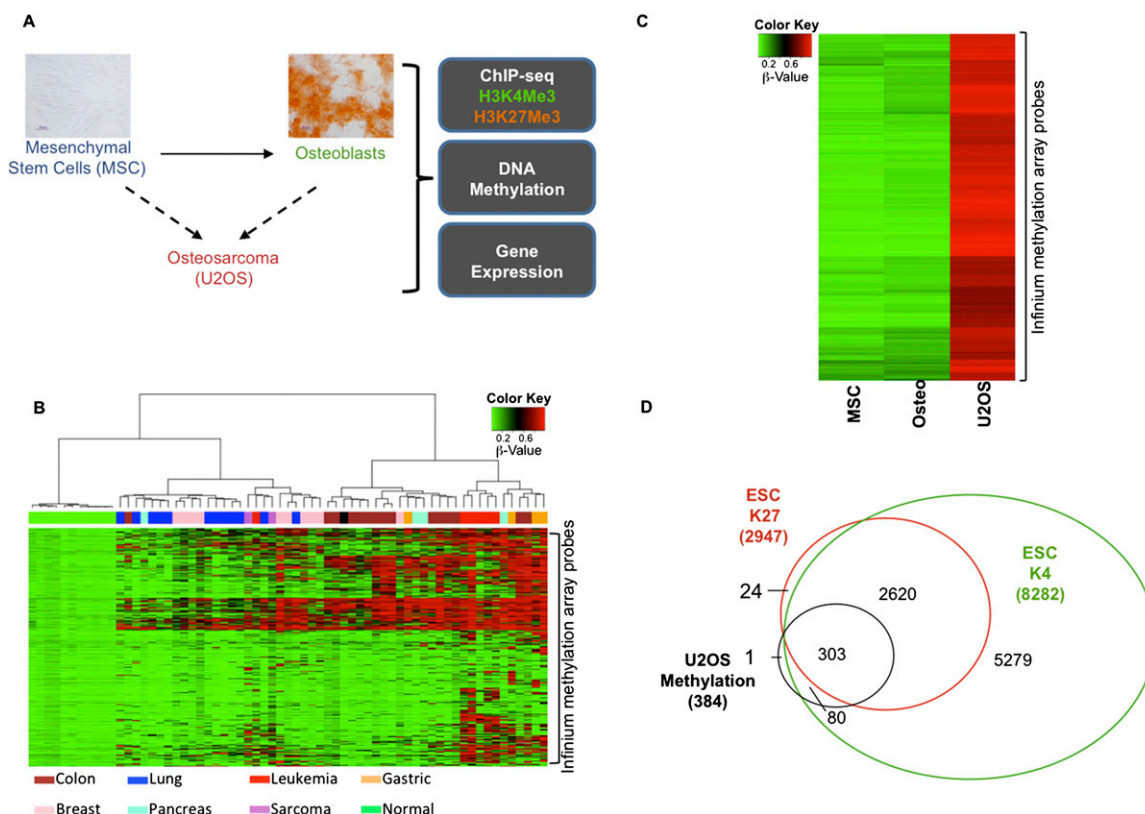 A
Mesenchymal
Stem Cells (MSC)
Osteoblasts
Osteosarcoma
(U2OS)
ChIP-seq
H3K4Me3
H3K27Me3
DNA
Methylation
Gene
Expression
B
Color Key
0.2 0.6
β-Value
Infinium methylation array probes
Colon
Lung
Leukemia
Gastric
Breast
Pancreas
Sarcoma
Normal
C
Color Key
0.2 0.6
β-Value
Infinium methylation array probes
MSC
Osteo
U2OS
D
ESC
K27
(2947)
ESC
K4
(8282)
24
2620
5279
303
1
80
U2OS
Methylation
(384)